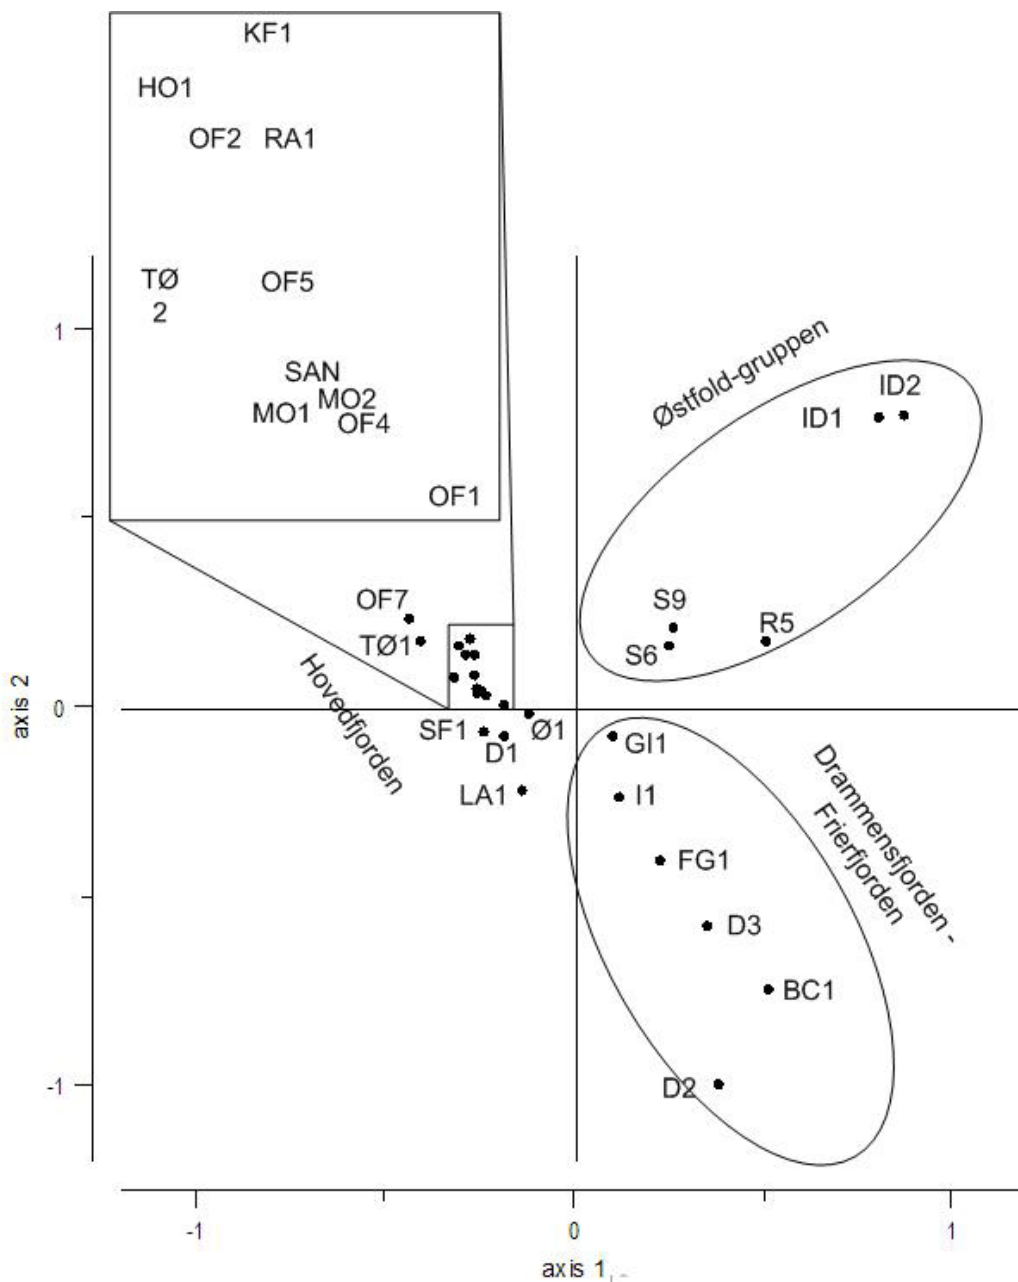 KF1
HO1
OF2
RA1
TØ
2
OF5
SAN
MO2
MO1
OF4
OF1
Østfold-gruppen
ID2
ID1
S9
R5
S6
OF7
TØ1
Hovedfjorden
SF1
D1
Ø1
LA1
GI1
I1
FG1
D3
BC1
D2
Drammensfjorden -
Frierfjorden
1
0
-1
axis 2
-1
0
1
axis 1